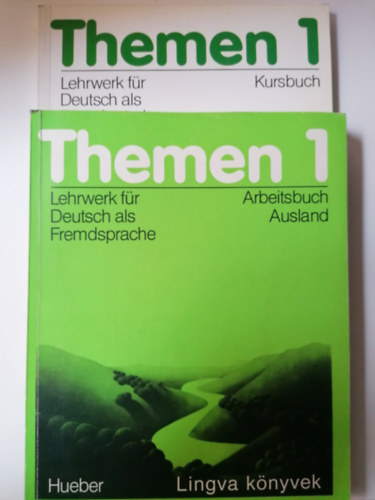 Themen 1
Lehrwerk für
Deutsch als
Kursbuch
Themen 1
Lehrwerk für
Deutsch als
Fremdsprache
Arbeitsbuch
Ausland
Hueber
Lingva könyvek